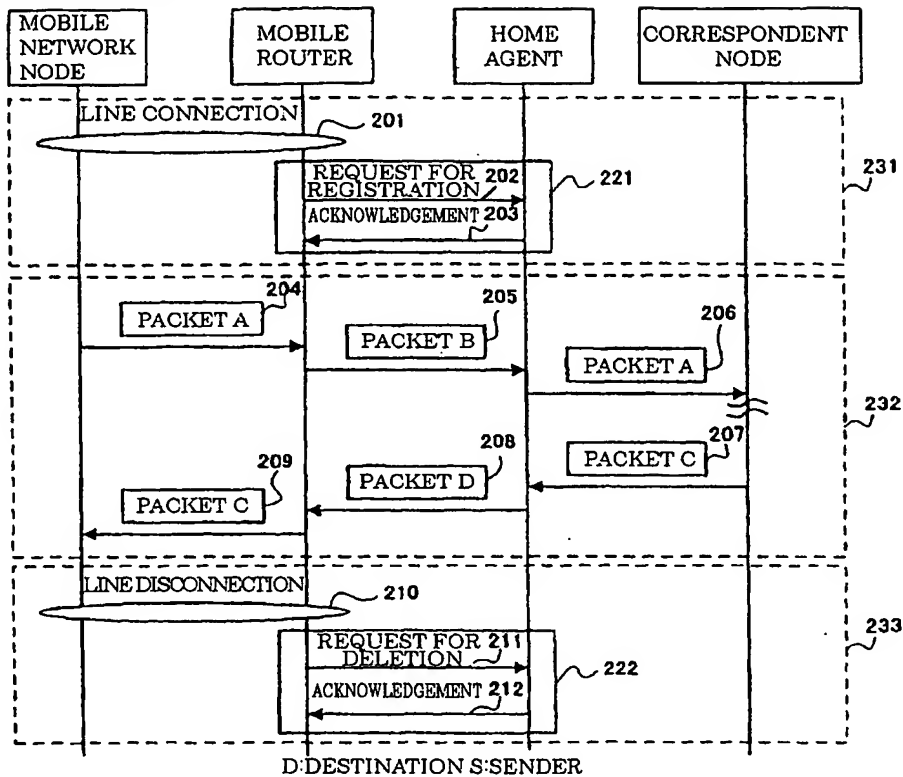 MOBILE
NETWORK
NODE
MOBILE
ROUTER
HOME
AGENT
CORRESPONDENT
NODE
LINE CONNECTION
201
REQUEST FOR
REGISTRATION 202
221
231
ACKNOWLEDGEMENT 203
204
PACKET A
205
PACKET B
206
PACKET A
232
207
PACKET C
208
PACKET D
209
PACKET C
LINE DISCONNECTION
210
REQUEST FOR
DELETION 211
222
233
ACKNOWLEDGEMENT 212
D:DESTINATION S:SENDER